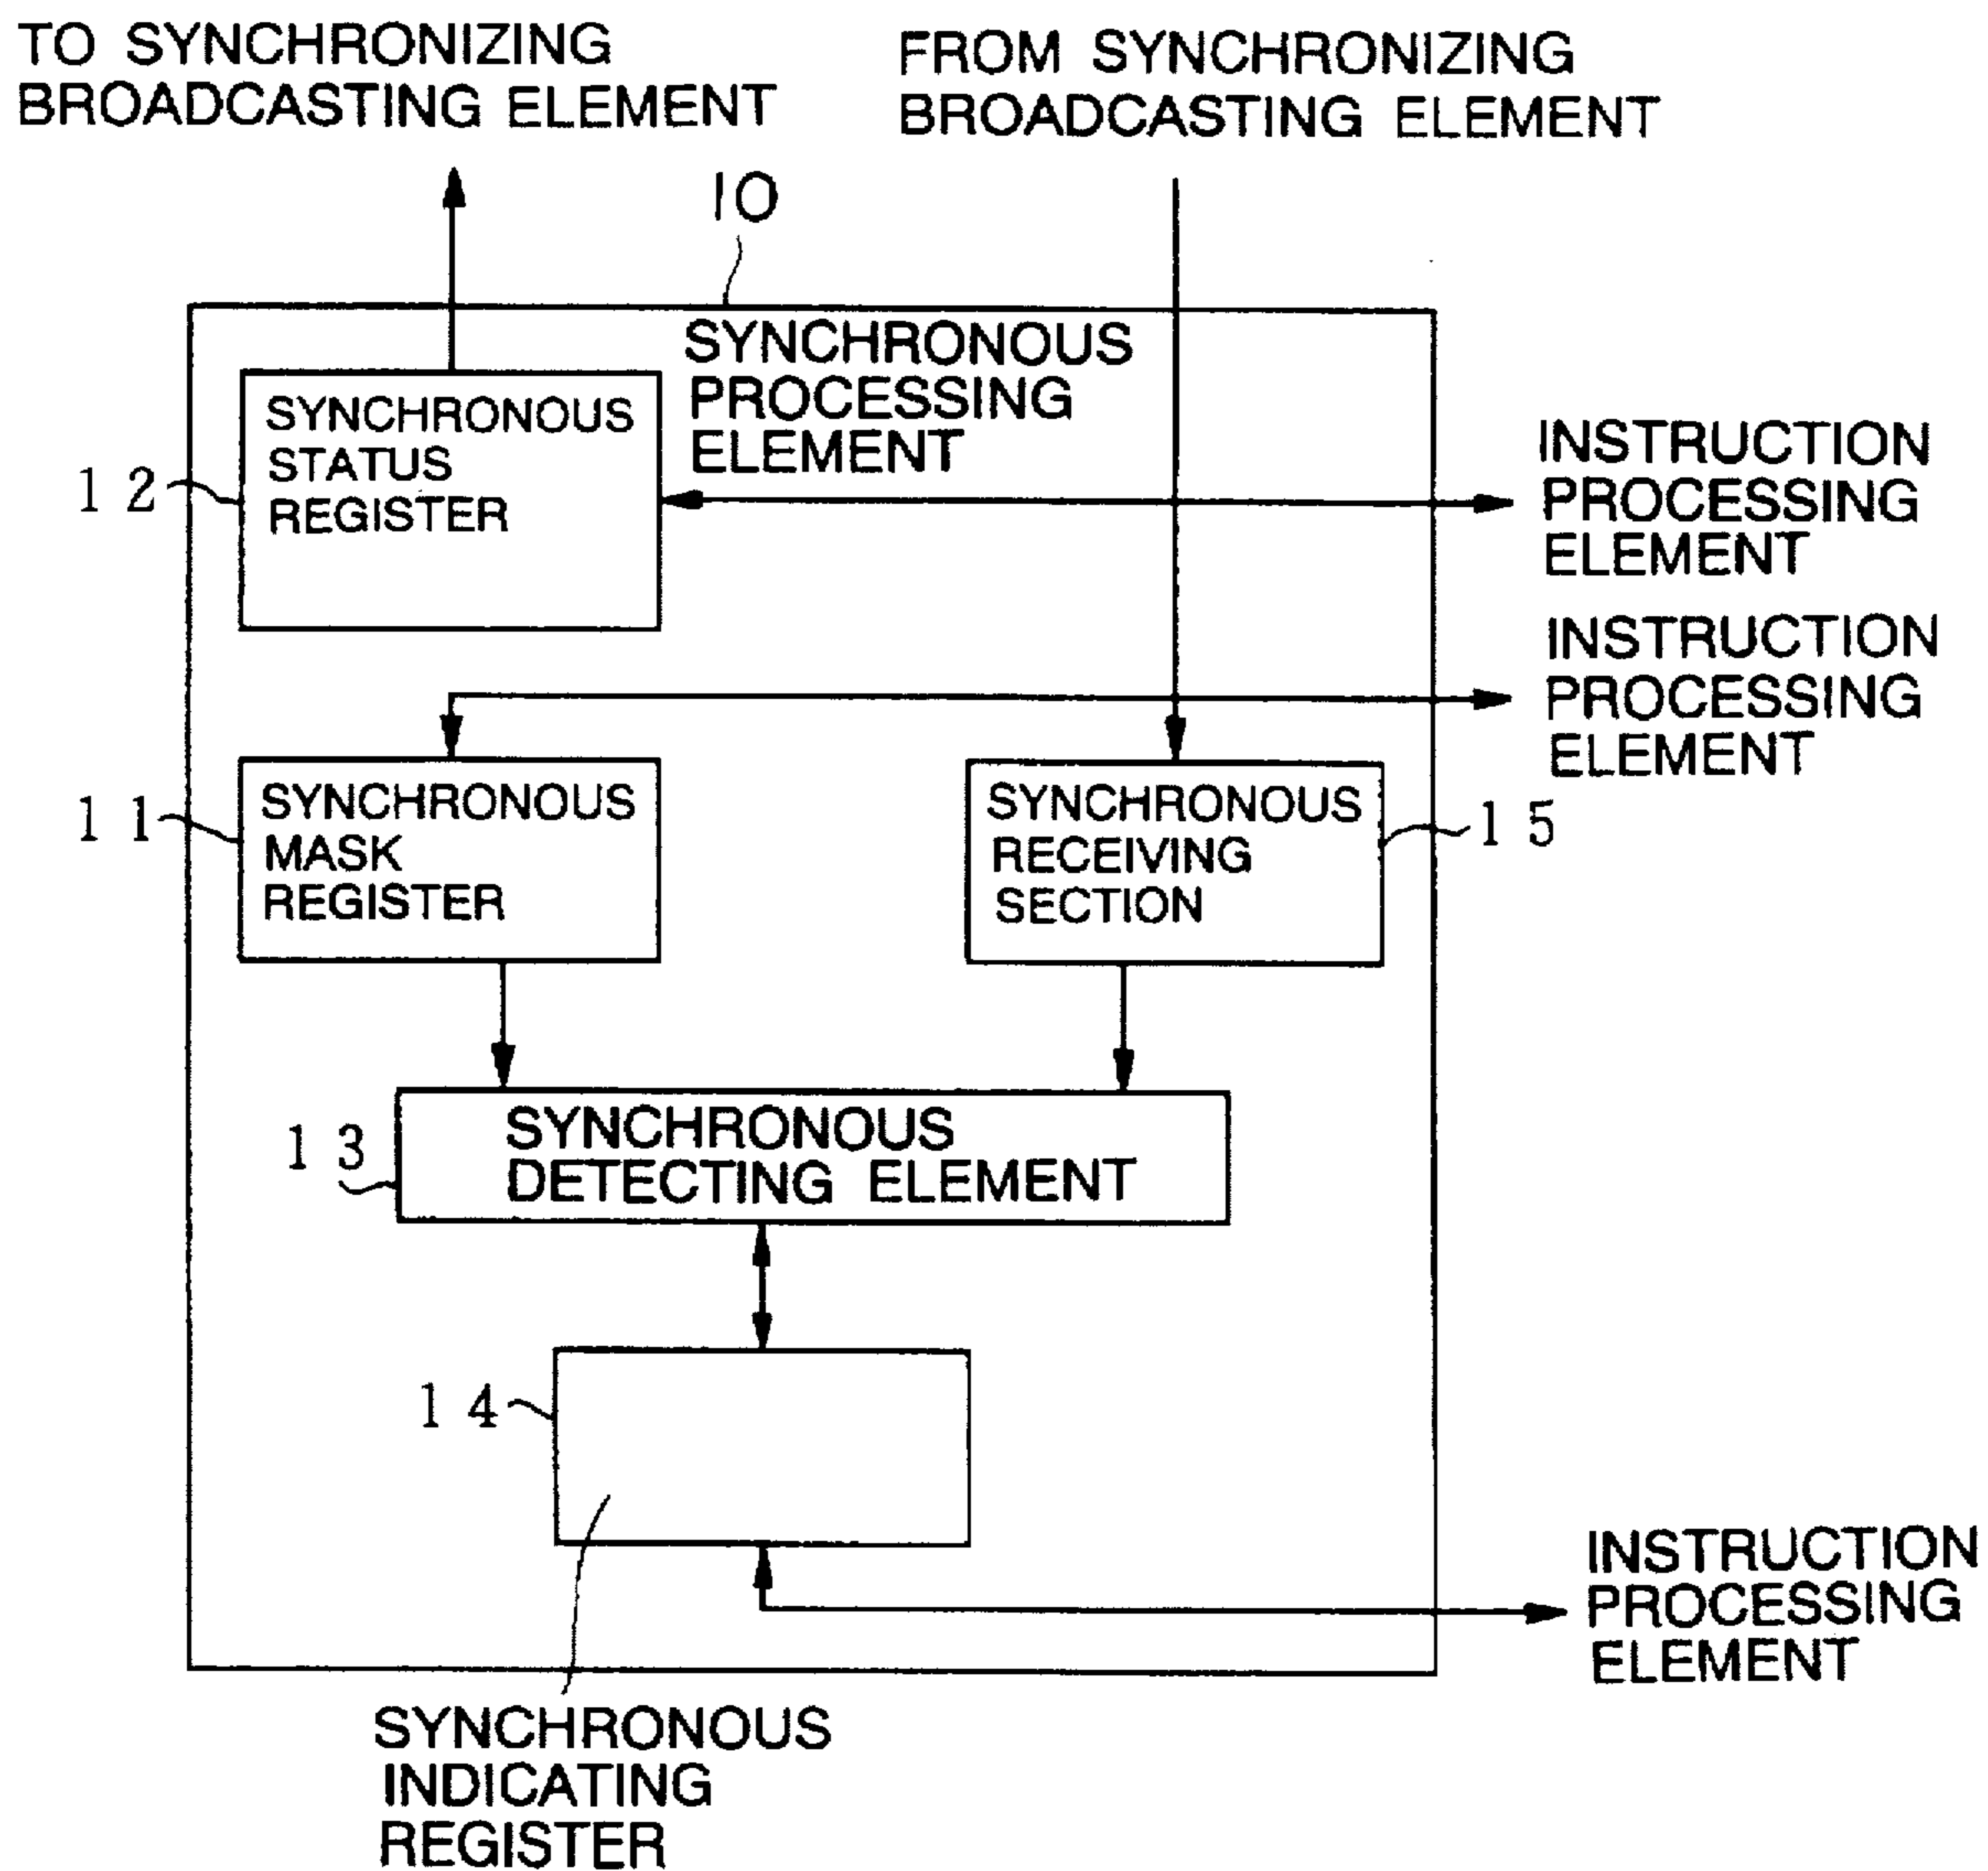 TO SYNCHRONIZING
BROADCASTING ELEMENT
FROM SYNCHRONIZING
BROADCASTING ELEMENT
10
SYNCHRONOUS
PROCESSING
ELEMENT
SYNCHRONOUS
STATUS
REGISTER
12
INSTRUCTION
PROCESSING
ELEMENT
INSTRUCTION
PROCESSING
ELEMENT
11
SYNCHRONOUS
MASK
REGISTER
SYNCHRONOUS
RECEIVING
SECTION
15
13
SYNCHRONOUS
DETECTING ELEMENT
14
INSTRUCTION
PROCESSING
ELEMENT
SYNCHRONOUS
INDICATING
REGISTER